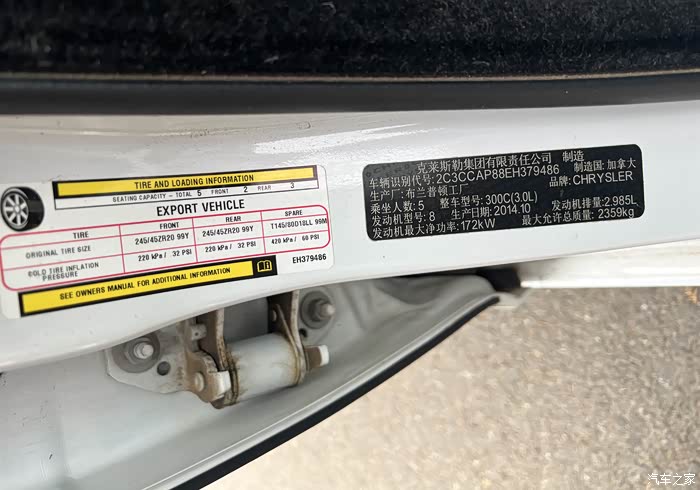 TIRE AND LOADING INFORMATION
SEATING CAPACITY - TOTAL 5 FRONT 2 REAR 3
EXPORT VEHICLE
TIRE FRONT REAR SPARE
ORIGINAL TIRE SIZE 245/45ZR20 99Y 245/45ZR20 99Y T145/80D18LL 99M
COLD TIRE INFLATION PRESSURE 220 kPa / 32 PSI 220 kPa / 32 PSI 420 kPa / 60 PSI
SEE OWNERS MANUAL FOR ADDITIONAL INFORMATION EH379486
克莱斯勒集团有限责任公司 制造
车辆识别代号: 2C3CCAP88EH379486 制造国: 加拿大
生产厂: 布兰普顿工厂 品牌: CHRYSLER
乘坐人数: 5 整车型号: 300C(3.0L)
发动机型号: 8 生产日期: 2014.10 发动机排量: 2.985L
发动机最大净功率: 172kW 最大允许总质量: 2359kg
汽车之家